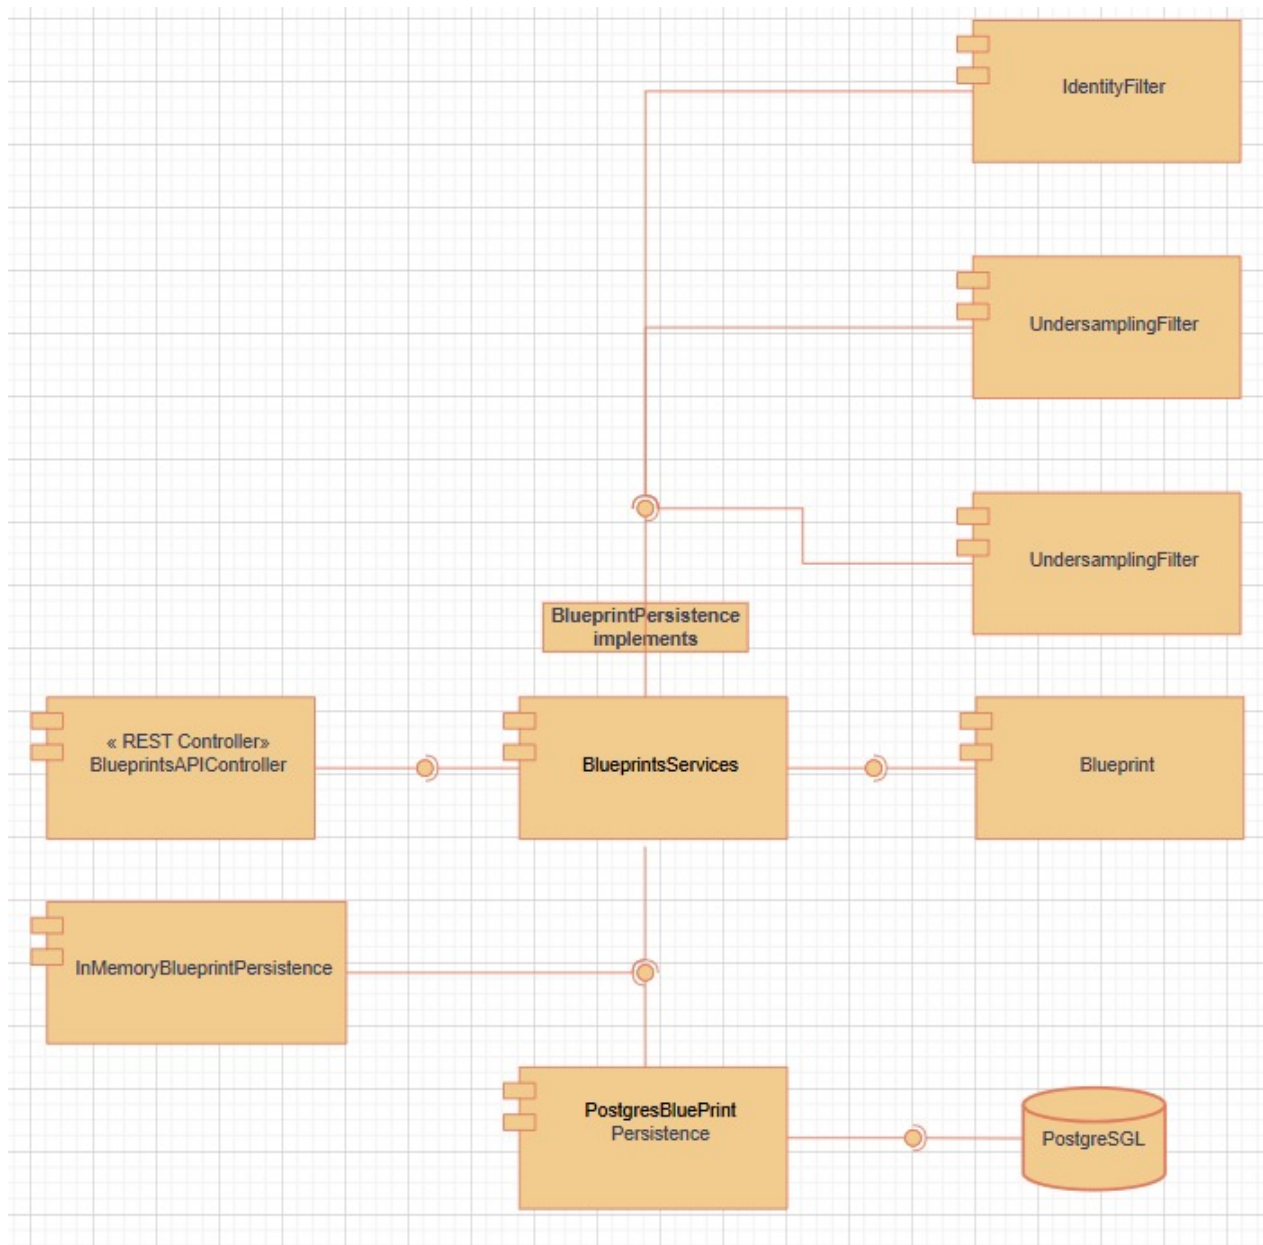 IdentityFilter
UndersamplingFilter
UndersamplingFilter
BlueprintPersistence
implements
« REST Controller»
BlueprintsAPIController
BlueprintsServices
Blueprint
InMemoryBlueprintPersistence
PostgresBluePrint
Persistence
PostgreSGL